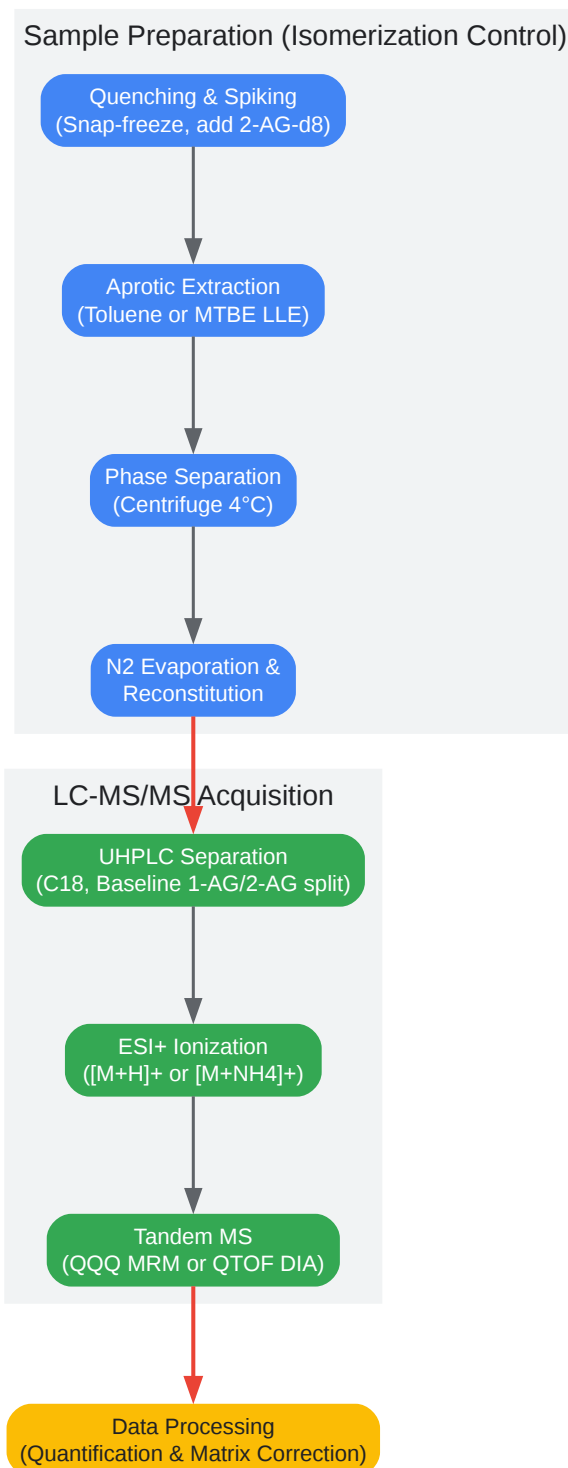 Sample Preparation (Isomerization Control)
Quenching & Spiking
(Snap-freeze, add 2-AG-d8)
Aprotic Extraction
(Toluene or MTBE LLE)
Phase Separation
(Centrifuge 4°C)
N2 Evaporation &
Reconstitution
LC-MS/MS Acquisition
UHPLC Separation
(C18, Baseline 1-AG/2-AG split)
ESI+ Ionization
([M+H]+ or [M+NH4]+)
Tandem MS
(QQQ MRM or QTOF DIA)
Data Processing
(Quantification & Matrix Correction)